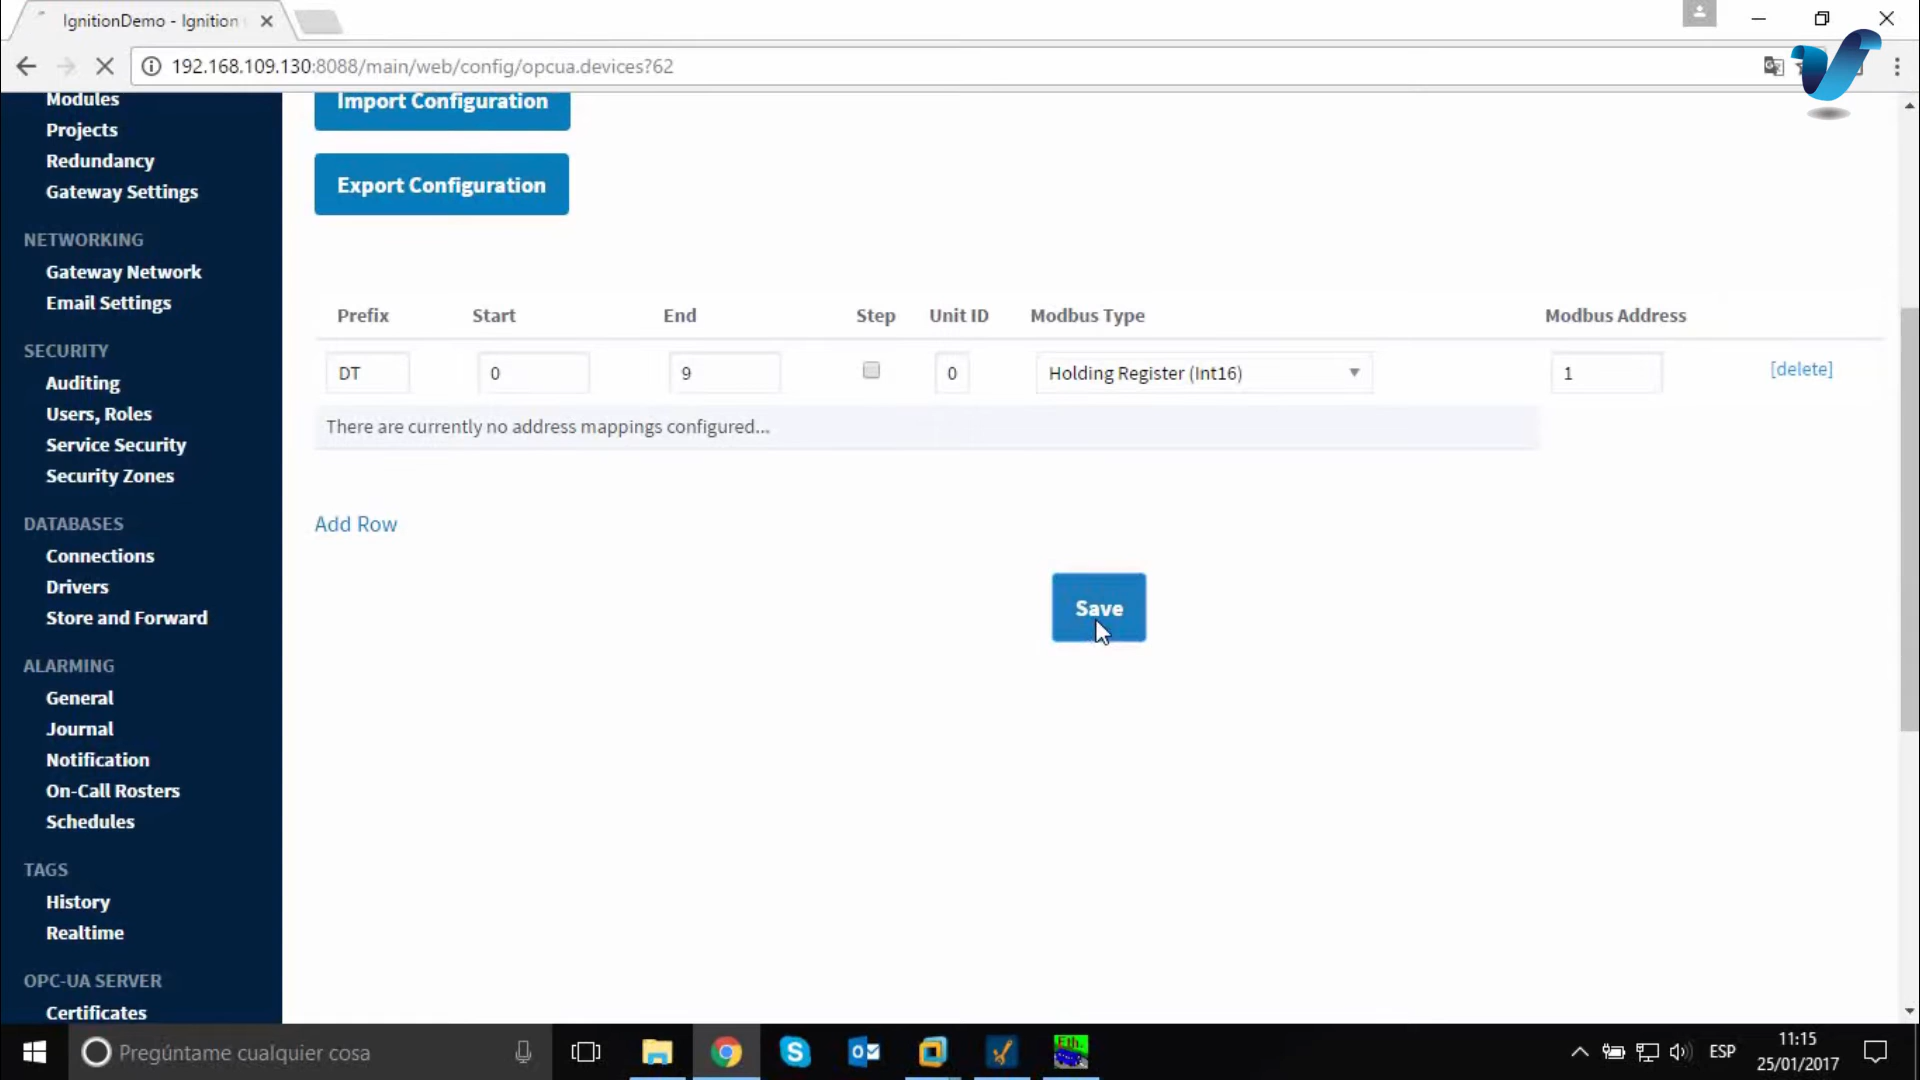 IgnitionDemo - Ignition
192.168.109.130:8088/main/web/config/opcua.devices?62
Modules
Projects
Redundancy
Gateway Settings
NETWORKING
Gateway Network
Email Settings
SECURITY
Auditing
Users, Roles
Service Security
Security Zones
DATABASES
Connections
Drivers
Store and Forward
ALARMING
General
Journal
Notification
On-Call Rosters
Schedules
TAGS
History
Realtime
OPC-UA SERVER
Certificates
Import Configuration
Export Configuration
Prefix Start End Step Unit ID Modbus Type Modbus Address
DT 0 9 0 Holding Register (Int16) 1 [delete]
There are currently no address mappings configured...
Add Row
Save
Pregúntame cualquier cosa
Eth.
ESP
11:15
25/01/2017